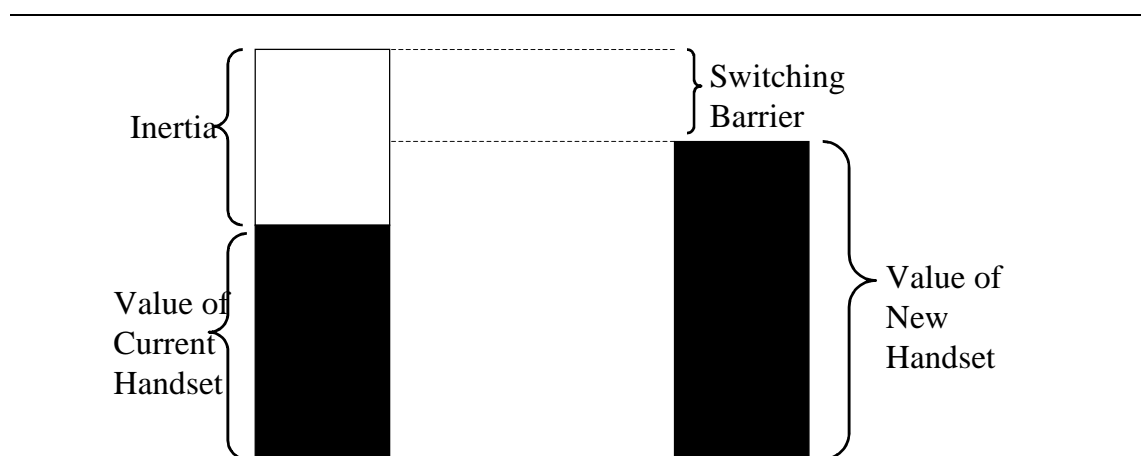 Inertia
Switching
Barrier
Value of
Current
Handset
Value of
New
Handset